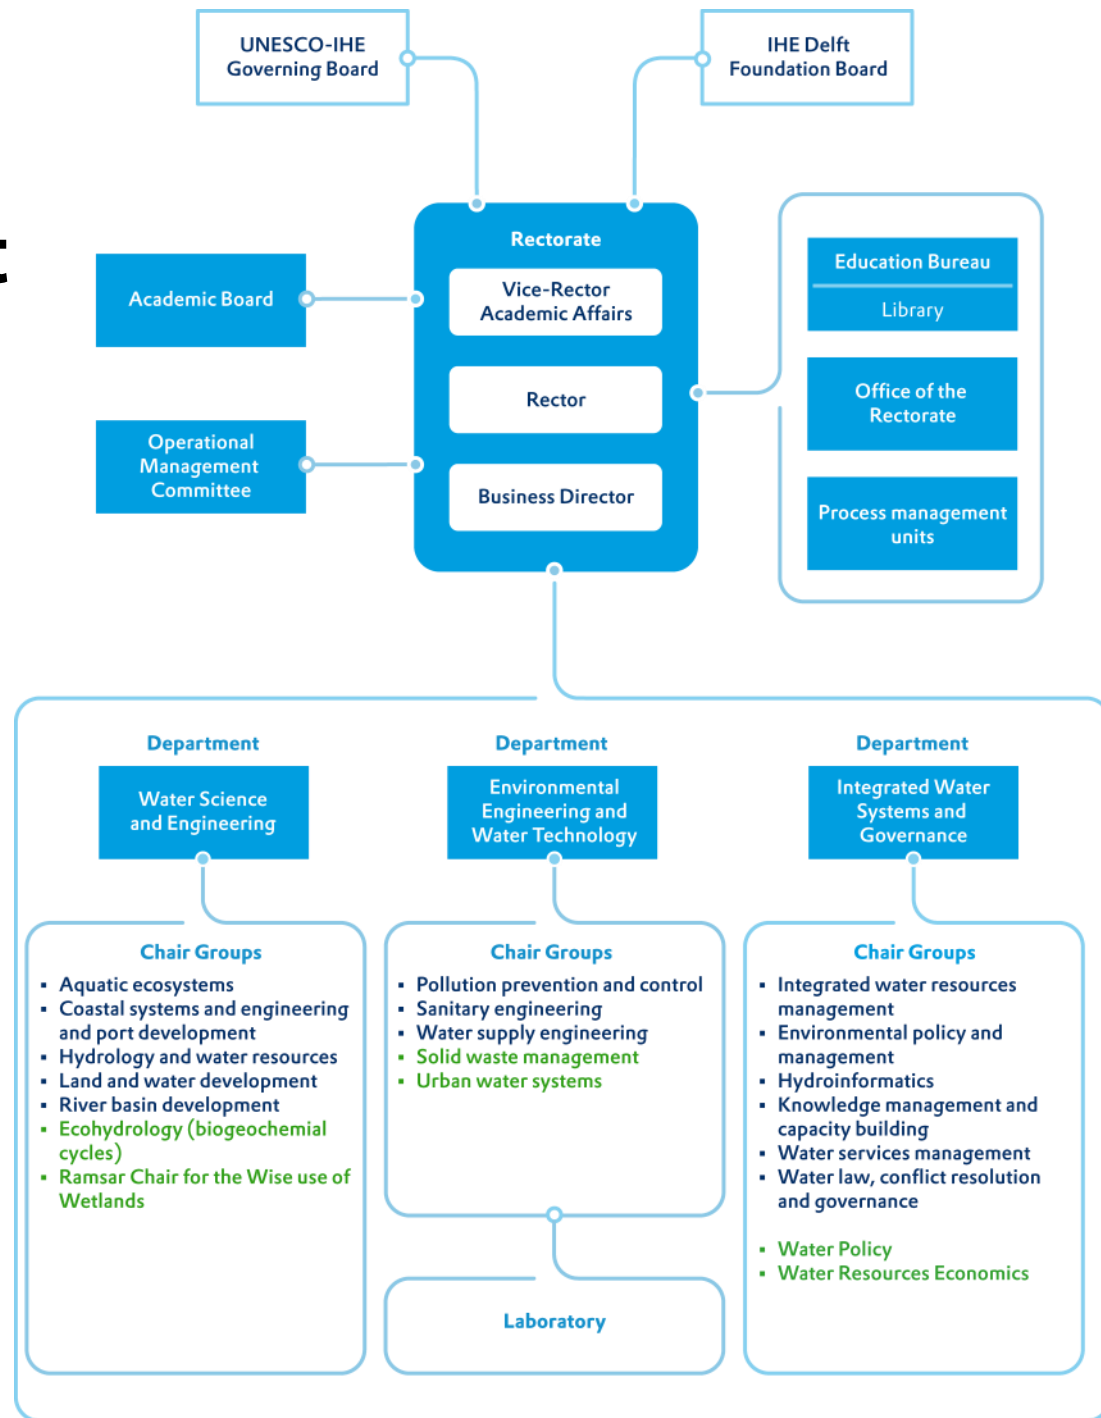 UNESCO-IHE
Governing Board
IHE Delft
Foundation Board
t
Rectorate
Vice-Rector
Academic Affairs
Rector
Business Director
Academic Board
Operational
Management
Committee
Education Bureau
Library
Office of the
Rectorate
Process management
units
Department
Water Science
and Engineering
Chair Groups
▪ Aquatic ecosystems
▪ Coastal systems and engineering
and port development
▪ Hydrology and water resources
▪ Land and water development
▪ River basin development
▪ Ecohydrology (biogeochemial
cycles)
▪ Ramsar Chair for the Wise use of
Wetlands
Department
Environmental
Engineering and
Water Technology
Chair Groups
▪ Pollution prevention and control
▪ Sanitary engineering
▪ Water supply engineering
▪ Solid waste management
▪ Urban water systems
Laboratory
Department
Integrated Water
Systems and
Governance
Chair Groups
▪ Integrated water resources
management
▪ Environmental policy and
management
▪ Hydroinformatics
▪ Knowledge management and
capacity building
▪ Water services management
▪ Water law, conflict resolution
and governance
▪ Water Policy
▪ Water Resources Economics